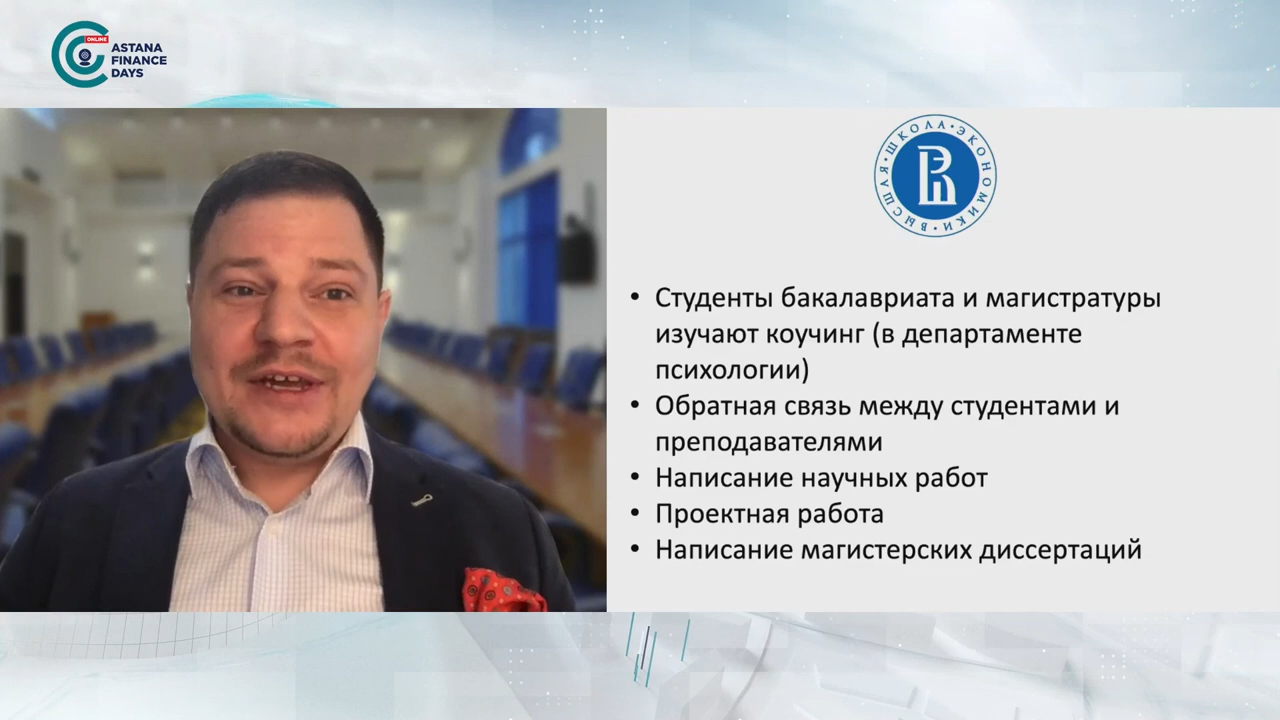 ONLINE
ASTANA
FINANCE
DAYS
ВЫСШАЯ • ШКОЛА • ЭКОНОМИКИ •
• Студенты бакалавриата и магистратуры
изучают коучинг (в департаменте
психологии)
• Обратная связь между студентами и
преподавателями
• Написание научных работ
• Проектная работа
• Написание магистерских диссертаций